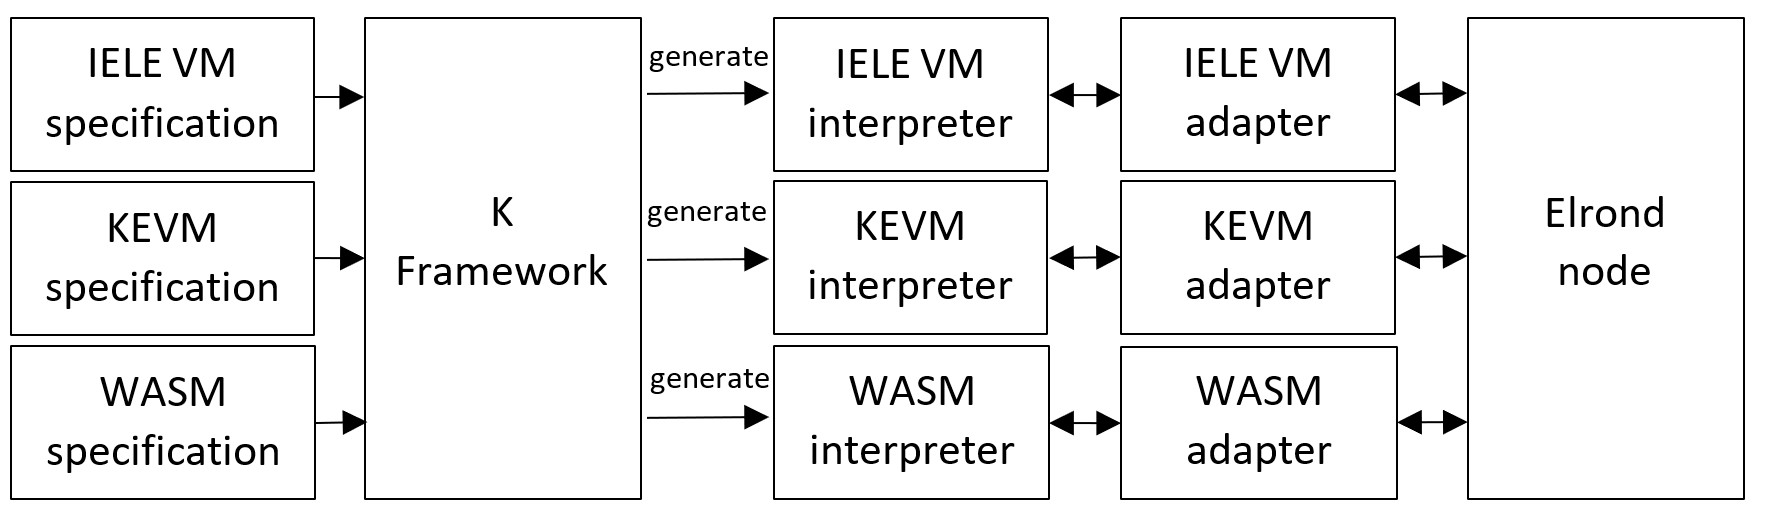 IELE VM
specification
KEVM
specification
WASM
specification
K
Framework
generate
generate
generate
IELE VM
interpreter
KEVM
interpreter
WASM
interpreter
IELE VM
adapter
KEVM
adapter
WASM
adapter
Elrond
node